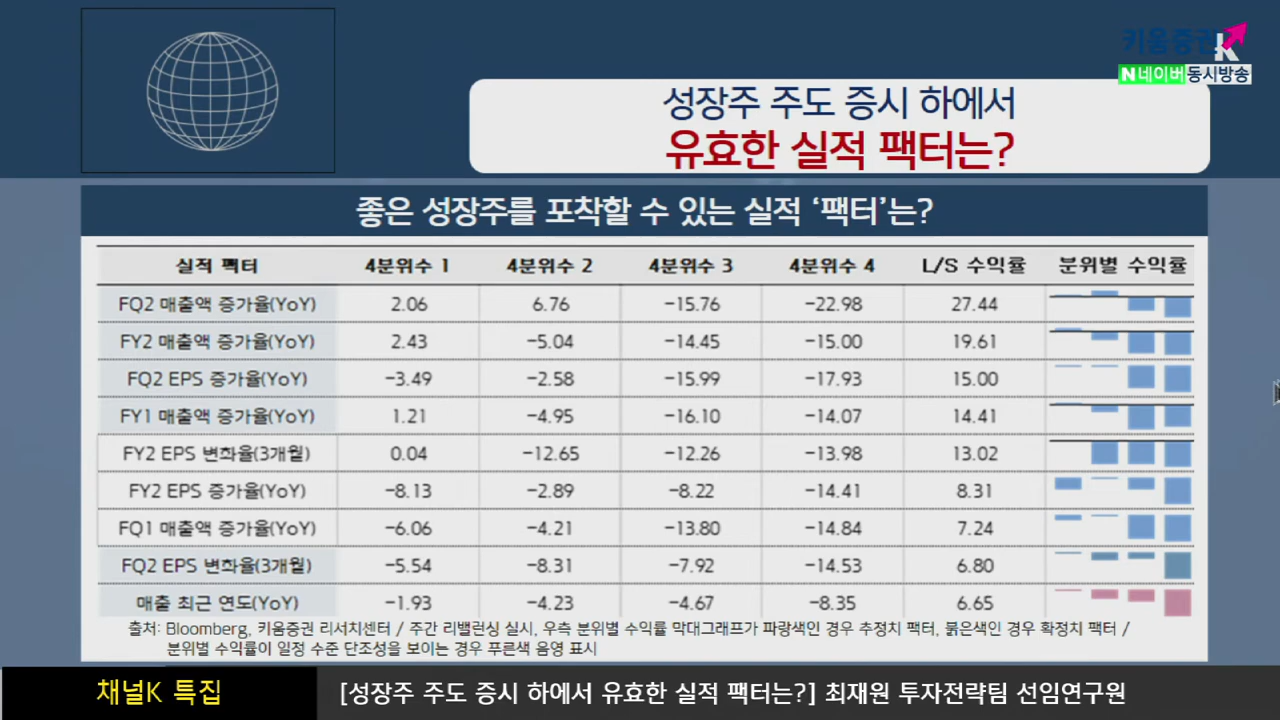 키움증권
N 네이버 동시방송
성장주 주도 증시 하에서
유효한 실적 팩터는?
좋은 성장주를 포착할 수 있는 실적 ‘팩터’는?
실적 팩터 4분위수 1 4분위수 2 4분위수 3 4분위수 4 L/S 수익률 분위별 수익률
FQ2 매출액 증가율(YoY) 2.06 6.76 -15.76 -22.98 27.44
FY2 매출액 증가율(YoY) 2.43 -5.04 -14.45 -15.00 19.61
FQ2 EPS 증가율(YoY) -3.49 -2.58 -15.99 -17.93 15.00
FY1 매출액 증가율(YoY) 1.21 -4.95 -16.10 -14.07 14.41
FY2 EPS 변화율(3개월) 0.04 -12.65 -12.26 -13.98 13.02
FY2 EPS 증가율(YoY) -8.13 -2.89 -8.22 -14.41 8.31
FQ1 매출액 증가율(YoY) -6.06 -4.21 -13.80 -14.84 7.24
FQ2 EPS 변화율(3개월) -5.54 -8.31 -7.92 -14.53 6.80
매출 최근 연도(YoY) -1.93 -4.23 -4.67 -8.35 6.65
출처: Bloomberg, 키움증권 리서치센터 / 주간 리밸런싱 실시, 우측 분위별 수익률 막대그래프가 파랑색인 경우 추정치 팩터, 붉은색인 경우 확정치 팩터 /
분위별 수익률이 일정 수준 단조성을 보이는 경우 푸른색 음영 표시
채널K 특집 [성장주 주도 증시 하에서 유효한 실적 팩터는?] 최재원 투자전략팀 선임연구원